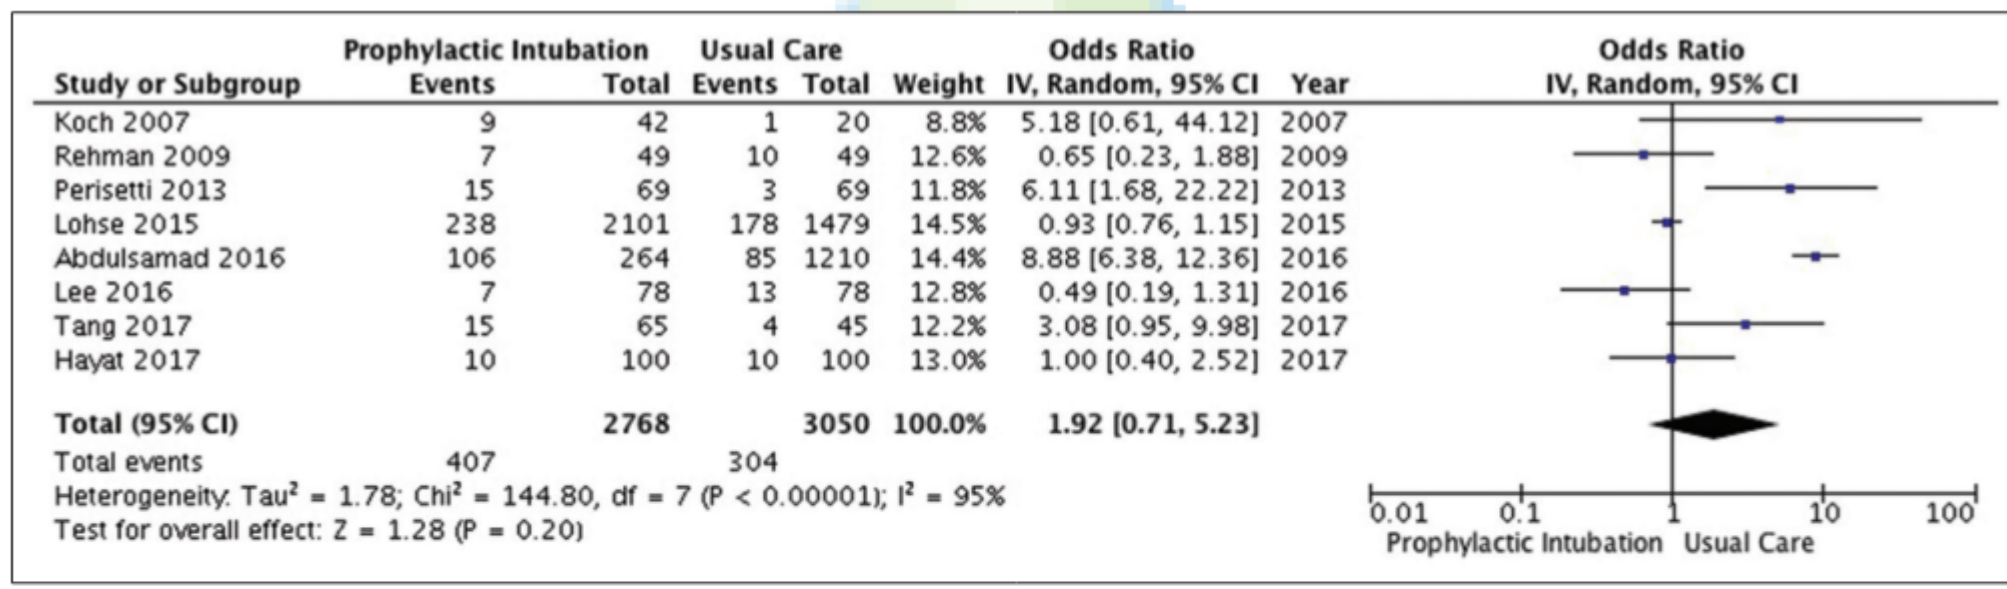 Prophylactic Intubation Usual Care Odds Ratio Odds Ratio
Study or Subgroup Events Total Events Total Weight IV, Random, 95% CI Year IV, Random, 95% CI
Koch 2007 9 42 1 20 8.8% 5.18 [0.61, 44.12] 2007
Rehman 2009 7 49 10 49 12.6% 0.65 [0.23, 1.88] 2009
Perisetti 2013 15 69 3 69 11.8% 6.11 [1.68, 22.22] 2013
Lohse 2015 238 2101 178 1479 14.5% 0.93 [0.76, 1.15] 2015
Abdulsamad 2016 106 264 85 1210 14.4% 8.88 [6.38, 12.36] 2016
Lee 2016 7 78 13 78 12.8% 0.49 [0.19, 1.31] 2016
Tang 2017 15 65 4 45 12.2% 3.08 [0.95, 9.98] 2017
Hayat 2017 10 100 10 100 13.0% 1.00 [0.40, 2.52] 2017
Total (95% CI) 2768 3050 100.0% 1.92 [0.71, 5.23]
Total events 407 304
Heterogeneity: Tau² = 1.78; Chi² = 144.80, df = 7 (P < 0.00001); I² = 95%
Test for overall effect: Z = 1.28 (P = 0.20)
0.01 0.1 1 10 100
Prophylactic Intubation Usual Care